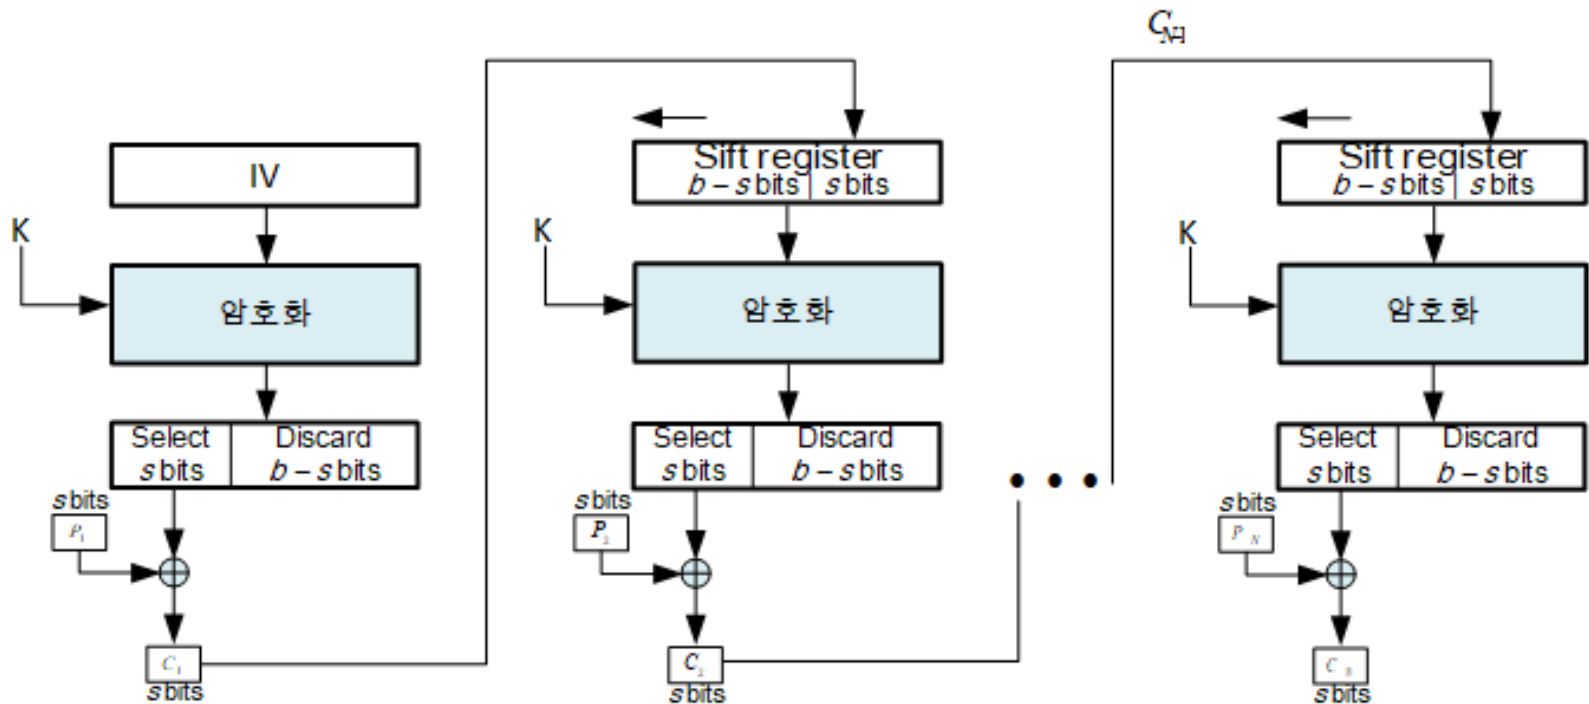 C_{N-1}
IV
Sift register
b – s bits | s bits
Sift register
b – s bits | s bits
K
K
K
암호화
암호화
암호화
Select
s bits
Discard
b – s bits
Select
s bits
Discard
b – s bits
Select
s bits
Discard
b – s bits
s bits
P_1
s bits
P_2
s bits
P_N
C_1
s bits
C_2
s bits
s bits